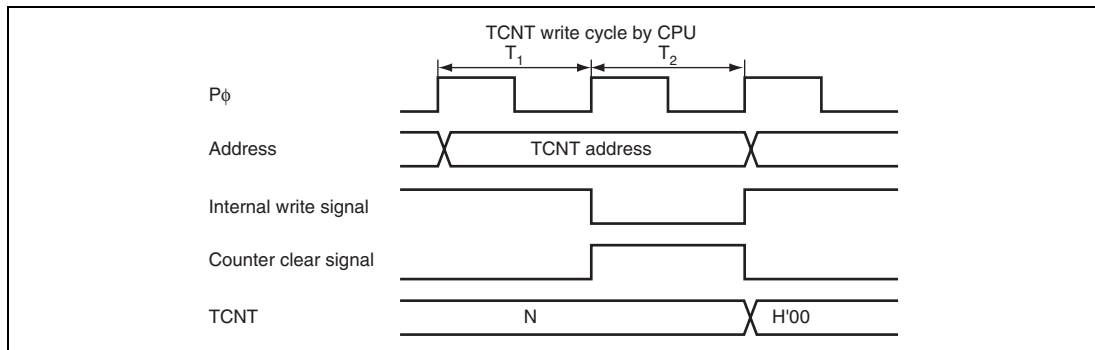 TCNT write cycle by CPU
T1 T2
Pϕ
Address TCNT address
Internal write signal
Counter clear signal
TCNT N H'00